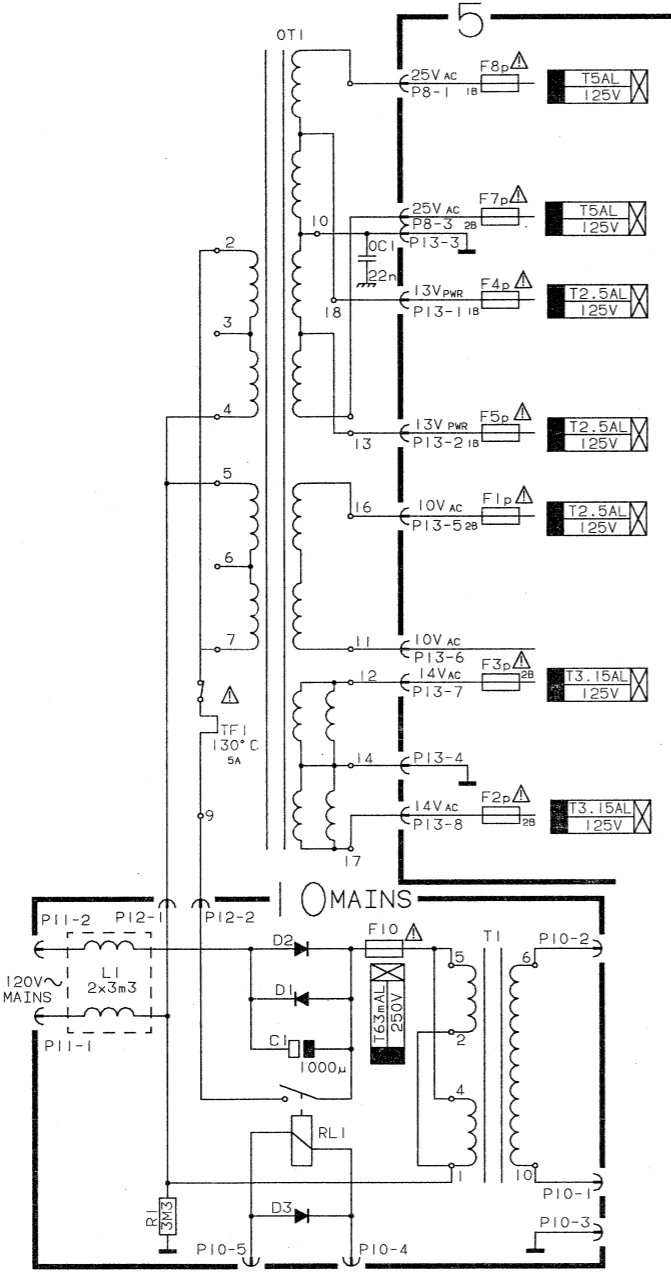 5
OT1
25V AC
P8-1
1B
F8p
T5AL
125V
25V AC
P8-3
2B
P13-3
F7p
T5AL
125V
10
0C1
22n
2
3
4
18
13V PWR
P13-1 1B
F4p
T2.5AL
125V
13
13V PWR
P13-2 1B
F5p
T2.5AL
125V
5
6
7
16
10V AC
P13-5 2B
F1p
T2.5AL
125V
11
10V AC
P13-6
12
14V AC
P13-7
F3p
2B
T3.15AL
125V
TF1
130°C
5A
14
P13-4
9
17
14V AC
P13-8
F2p
2B
T3.15AL
125V
10 MAINS
P11-2
P12-1
P12-2
120V~
MAINS
L1
2x3m3
P11-1
D2
D1
C1
1000µ
F10
T63mAL
250V
T1
5
2
4
1
6
10
P10-2
P10-1
P10-3
RL1
D3
R1
3M3
P10-5
P10-4